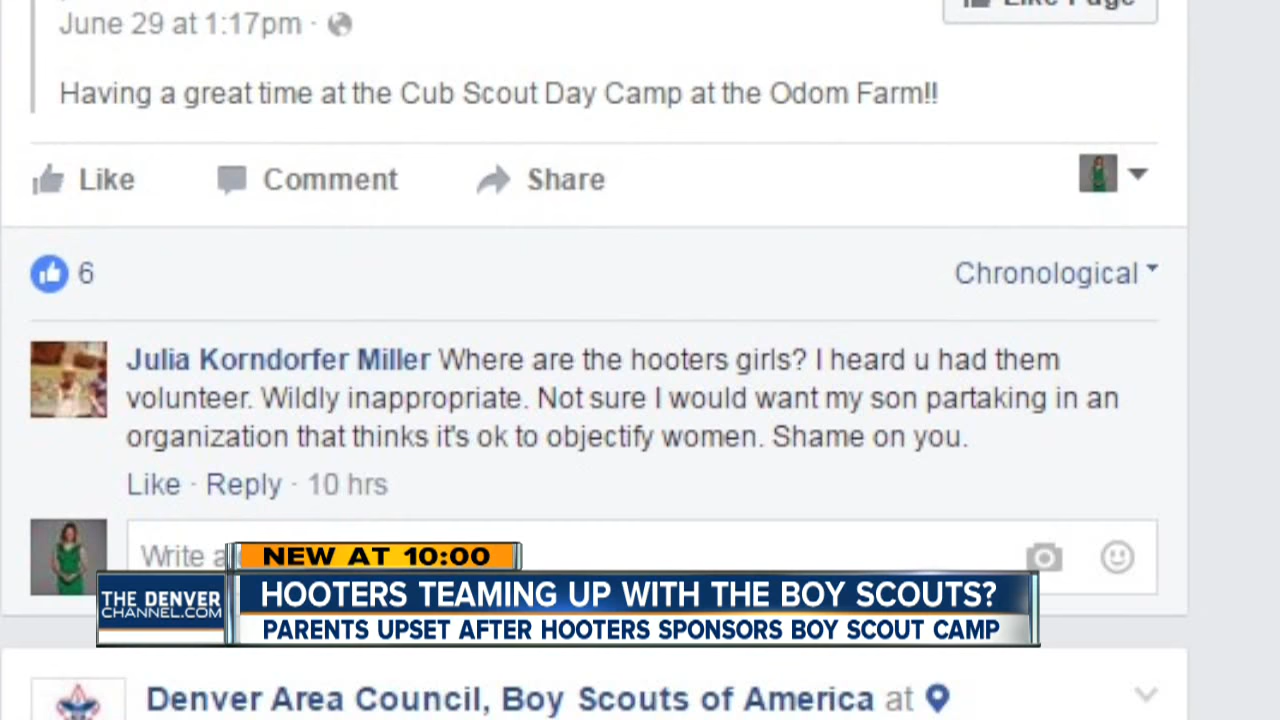 June 29 at 1:17pm ·
Like Page
Having a great time at the Cub Scout Day Camp at the Odom Farm!!
Like Comment Share
6 Chronological
Julia Korndorfer Miller Where are the hooters girls? I heard u had them
volunteer. Wildly inappropriate. Not sure I would want my son partaking in an
organization that thinks it's ok to objectify women. Shame on you.
Like · Reply · 10 hrs
Write a
NEW AT 10:00
THE DENVER
CHANNEL.COM
HOOTERS TEAMING UP WITH THE BOY SCOUTS?
PARENTS UPSET AFTER HOOTERS SPONSORS BOY SCOUT CAMP
Denver Area Council, Boy Scouts of America at